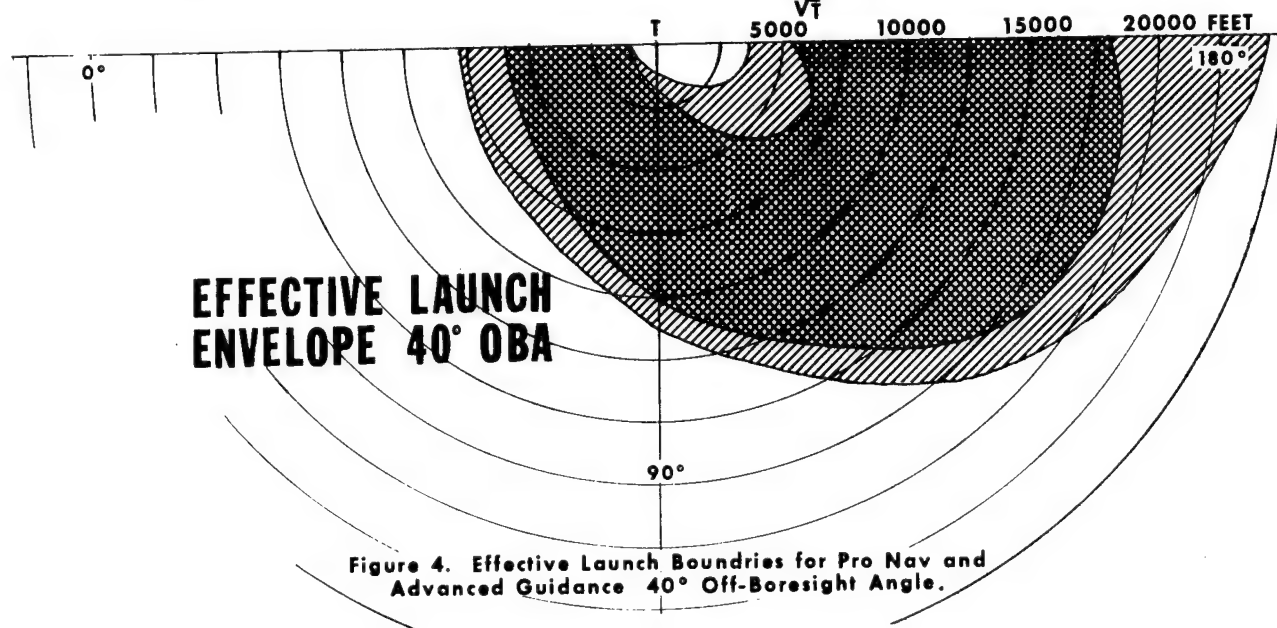 VT
T 5000 10000 15000 20000 FEET
0° 180°
EFFECTIVE LAUNCH
ENVELOPE 40° OBA
90°
Figure 4. Effective Launch Boundries for Pro Nav and
Advanced Guidance 40° Off-Boresight Angle.